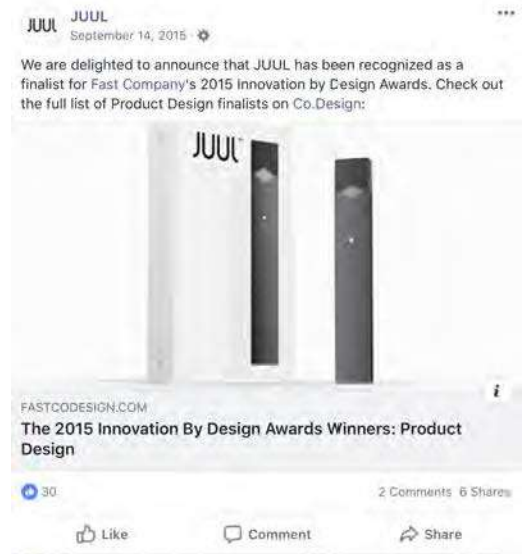 JUUL
JUUL
September 14, 2015
We are delighted to announce that JUUL has been recognized as a
finalist for Fast Company's 2015 Innovation by Design Awards. Check out
the full list of Product Design finalists on Co.Design:
JUUL
i
FASTCODESIGN.COM
The 2015 Innovation By Design Awards Winners: Product
Design
30
2 Comments 6 Shares
Like
Comment
Share